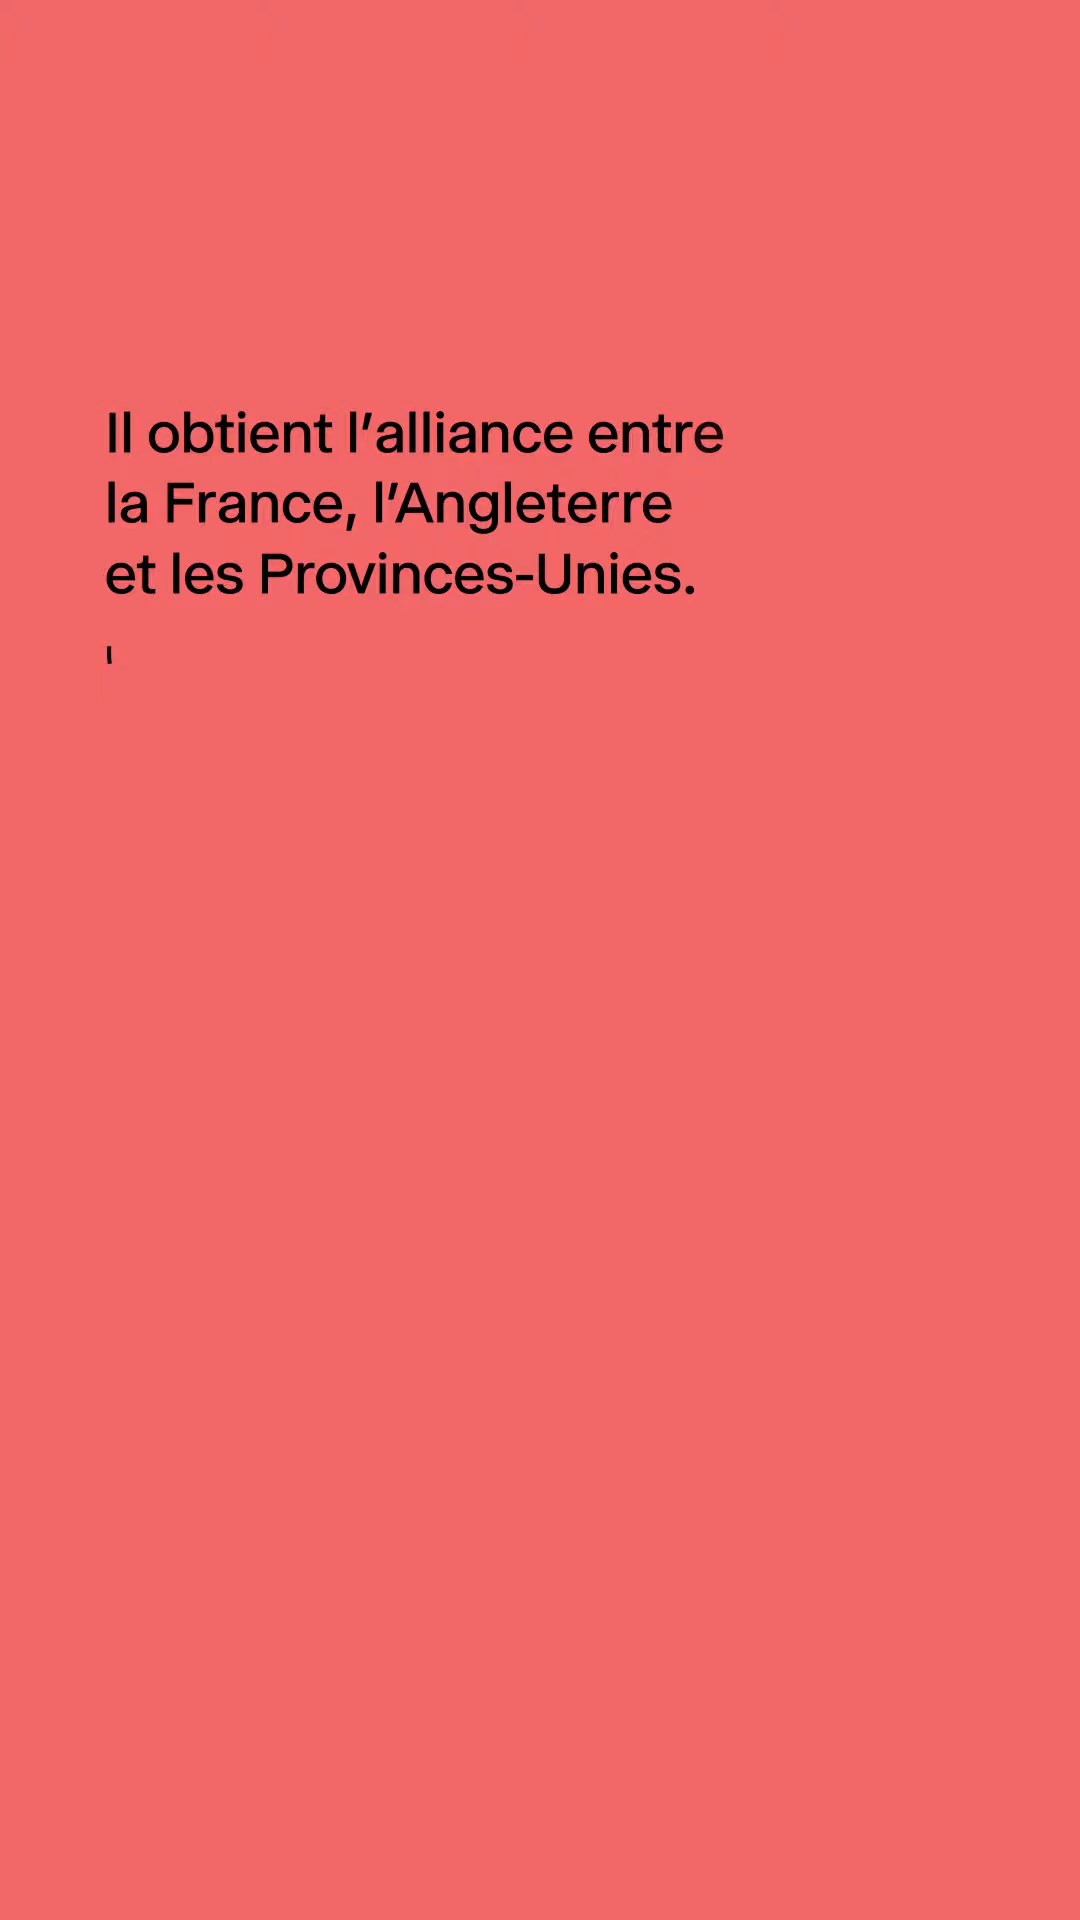 Il obtient l’alliance entre
la France, l’Angleterre
et les Provinces-Unies.